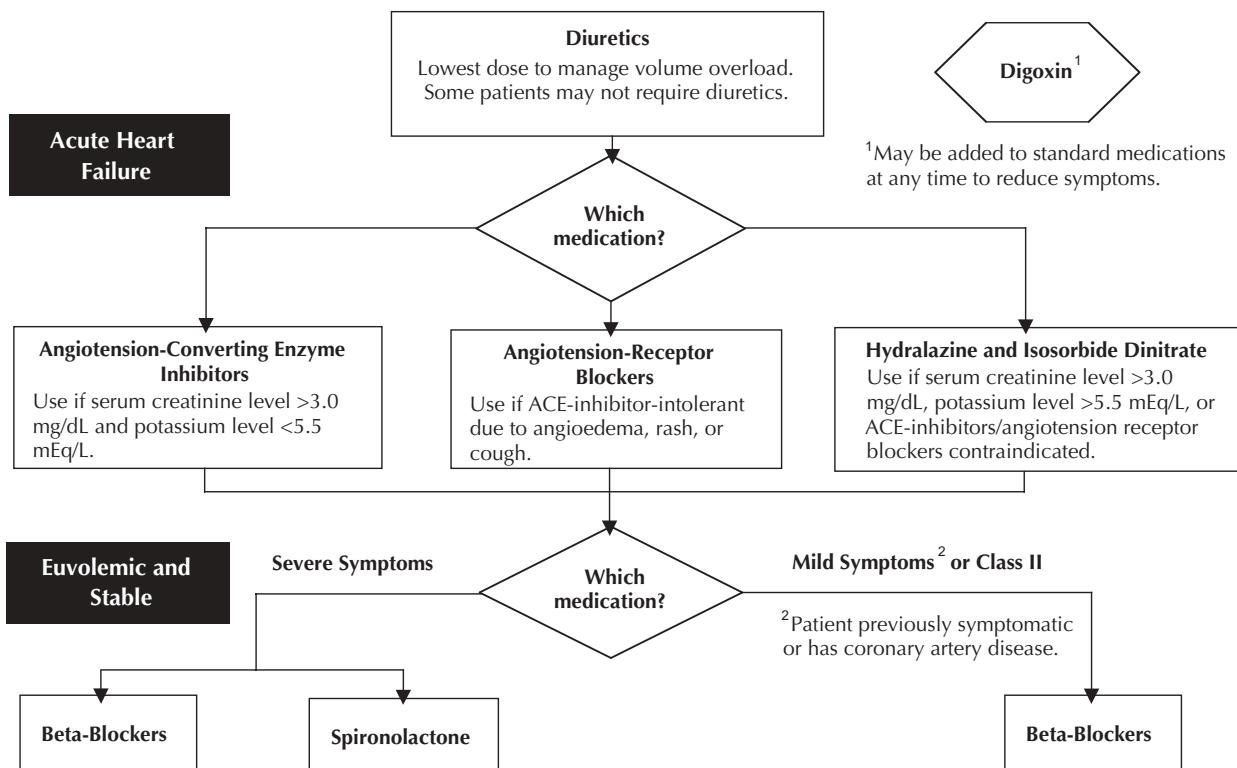 Diuretics
Lowest dose to manage volume overload.
Some patients may not require diuretics.
Digoxin¹
¹May be added to standard medications
at any time to reduce symptoms.
Acute Heart
Failure
Which
medication?
Angiotension-Converting Enzyme
Inhibitors
Use if serum creatinine level >3.0
mg/dL and potassium level <5.5
mEq/L.
Angiotension-Receptor
Blockers
Use if ACE-inhibitor-intolerant
due to angioedema, rash, or
cough.
Hydralazine and Isosorbide Dinitrate
Use if serum creatinine level >3.0
mg/dL, potassium level >5.5 mEq/L, or
ACE-inhibitors/angiotension receptor
blockers contraindicated.
Euvolemic and
Stable
Severe Symptoms
Which
medication?
Mild Symptoms² or Class II
²Patient previously symptomatic
or has coronary artery disease.
Beta-Blockers
Spironolactone
Beta-Blockers